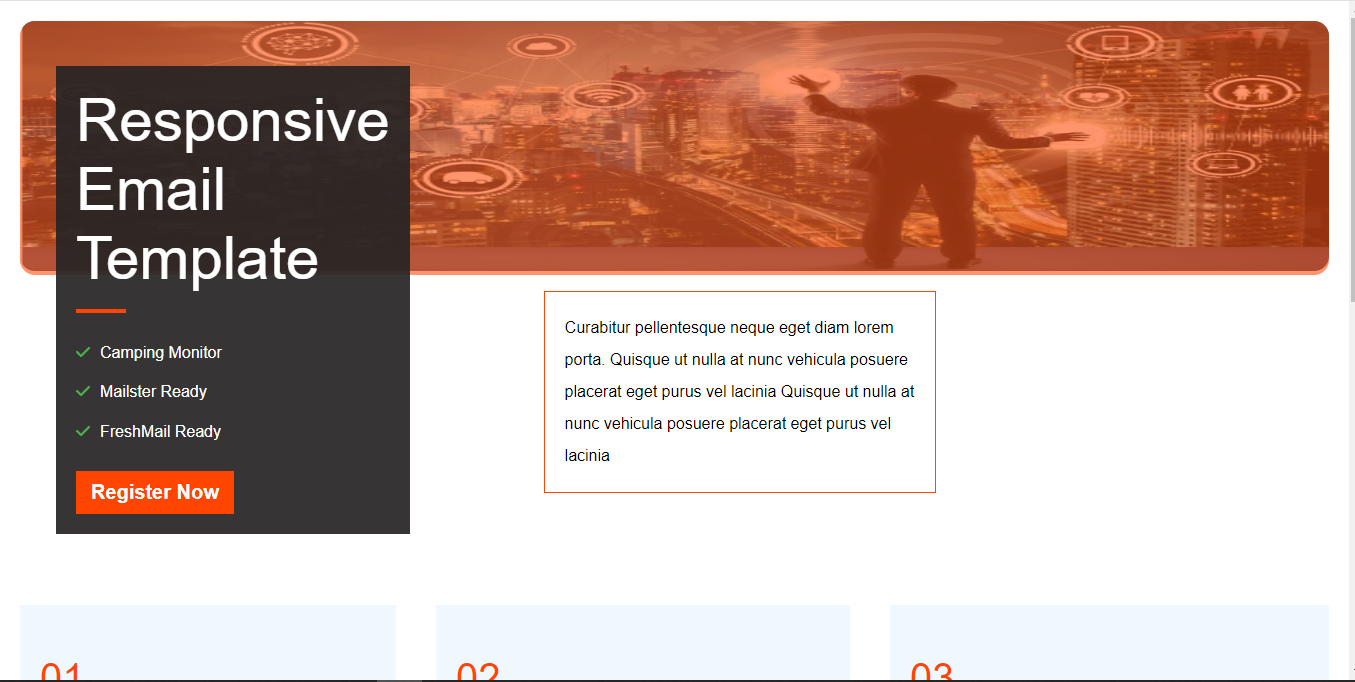 Responsive
Email
Template
Camping Monitor
Mailster Ready
FreshMail Ready
Register Now
Curabitur pellentesque neque eget diam lorem
porta. Quisque ut nulla at nunc vehicula posuere
placerat eget purus vel lacinia Quisque ut nulla at
nunc vehicula posuere placerat eget purus vel
lacinia
01
02
03